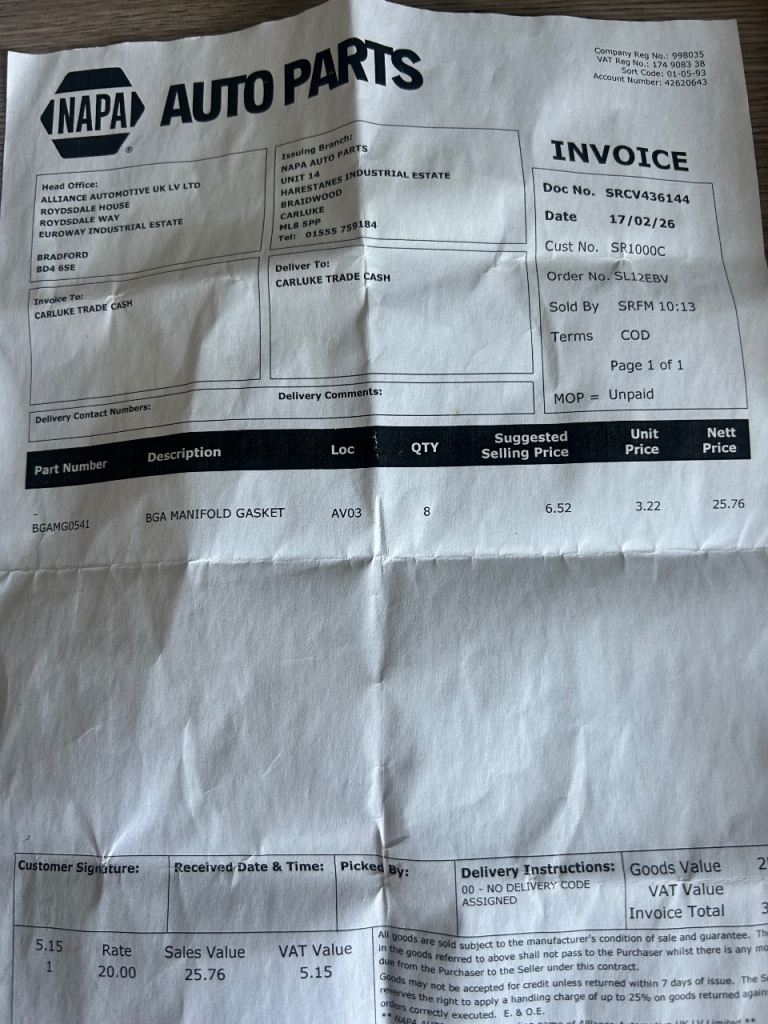 NAPA AUTO PARTS
®
Company Reg No.: 998035
VAT Reg No.: 174 9083 38
Sort Code: 01-05-93
Account Number: 42620643
Head Office:
ALLIANCE AUTOMOTIVE UK LV LTD
ROYDSDALE HOUSE
ROYDSDALE WAY
EUROWAY INDUSTRIAL ESTATE
BRADFORD
BD4 6SE
Issuing Branch:
NAPA AUTO PARTS
UNIT 14
HARESTANES INDUSTRIAL ESTATE
BRAIDWOOD
CARLUKE
ML8 5PP
Tel: 01555 759184
INVOICE
Doc No. SRCV436144
Date 17/02/26
Cust No. SR1000C
Order No. SL12EBV
Sold By SRFM 10:13
Terms COD
Page 1 of 1
MOP = Unpaid
Invoice To:
CARLUKE TRADE CASH
Deliver To:
CARLUKE TRADE CASH
Delivery Contact Numbers:
Delivery Comments:
Part Number Description Loc QTY Suggested Selling Price Unit Price Nett Price
-
BGAMG0541 BGA MANIFOLD GASKET AV03 8 6.52 3.22 25.76
Customer Signature:
Received Date & Time:
Picked By:
Delivery Instructions:
00 - NO DELIVERY CODE
ASSIGNED
Goods Value 2
VAT Value
Invoice Total 3
5.15 Rate Sales Value VAT Value
1 20.00 25.76 5.15
All goods are sold subject to the manufacturer's condition of sale and guarantee.
in the goods referred to above shall not pass to the Purchaser whilst there is any
due from the Purchaser to the Seller under this contract.
Goods may not be accepted for credit unless returned within 7 days of issue. The
reserves the right to apply a handling charge of up to 25% on goods returned
orders correctly executed. E. & O.E.